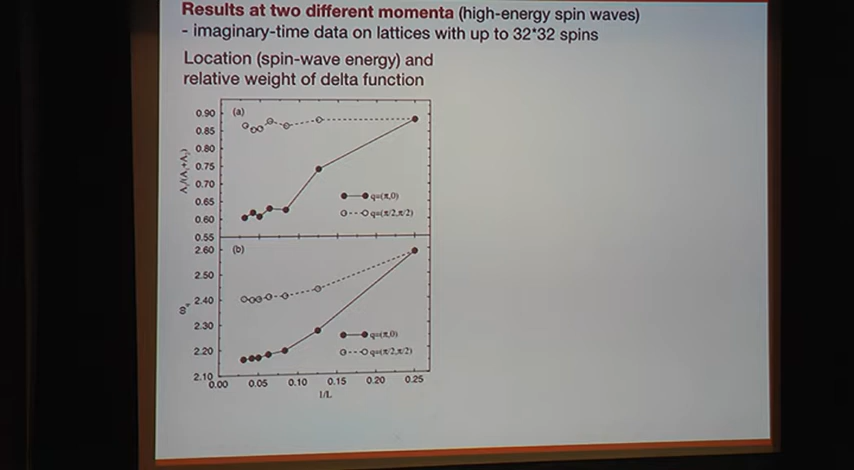 Results at two different momenta (high-energy spin waves)
- imaginary-time data on lattices with up to 32*32 spins
Location (spin-wave energy) and
relative weight of delta function
(a)
0.90
0.85
0.80
0.75
0.70
0.65
0.60
0.55
q=(π,0)
q=(π/2,π/2)
(b)
2.60
2.50
2.40
2.30
2.20
2.10
ω_q
q=(π,0)
q=(π/2,π/2)
0.00 0.05 0.10 0.15 0.20 0.25
1/L